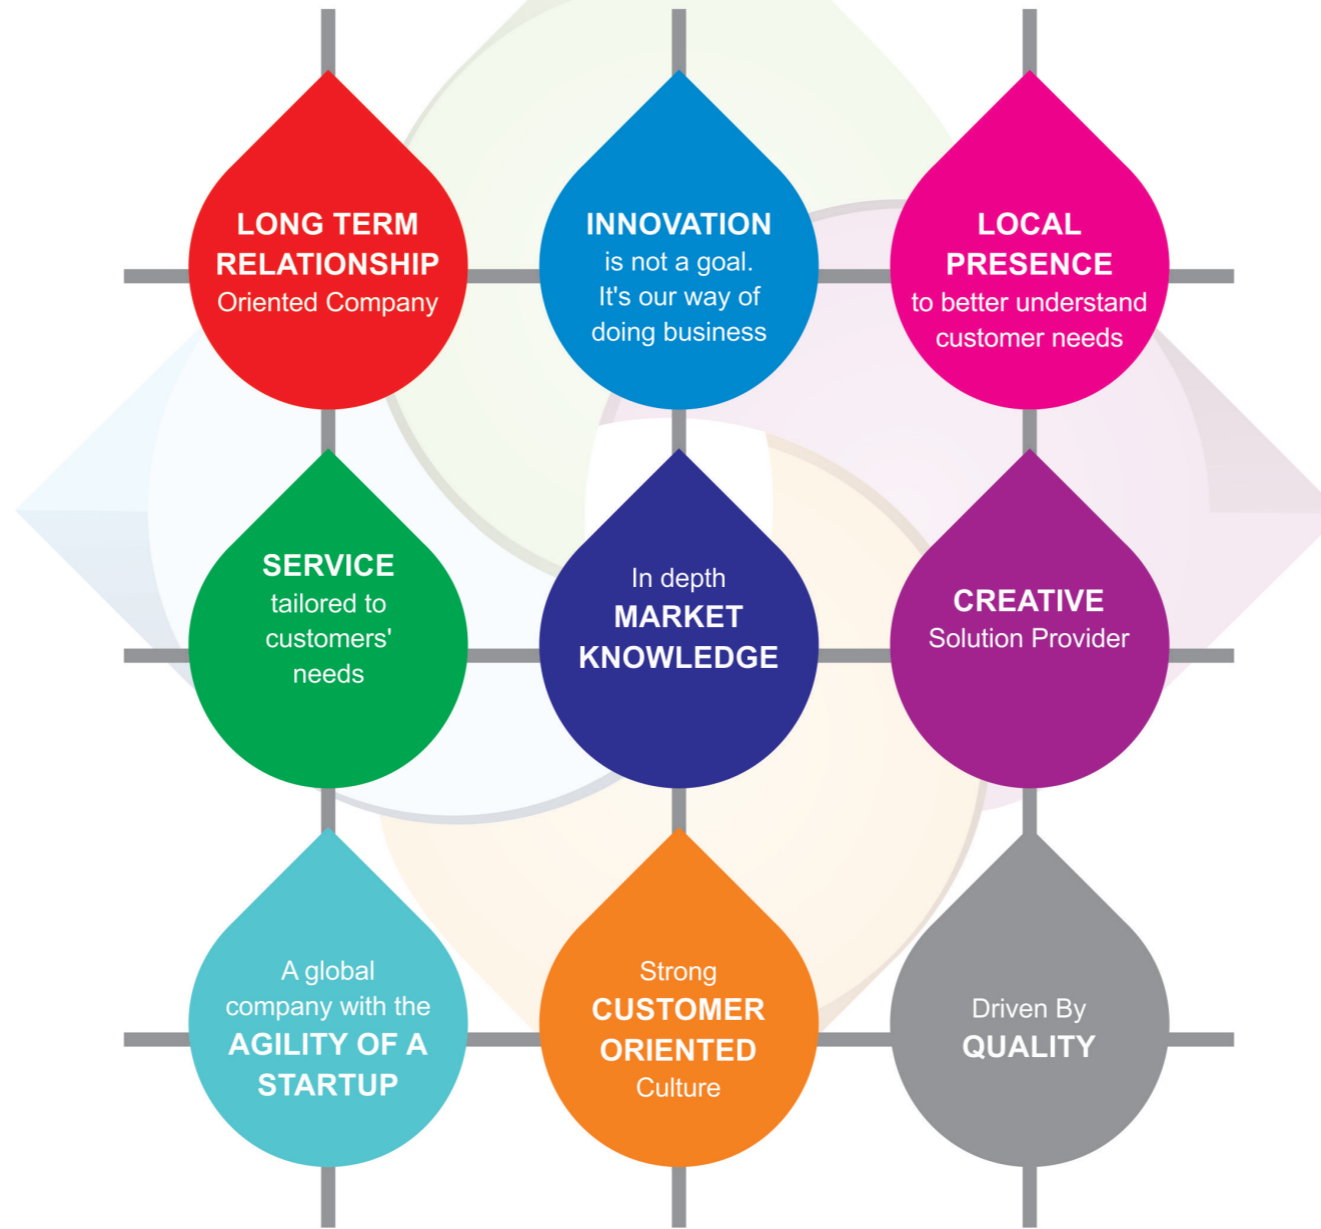 LONG TERM
RELATIONSHIP
Oriented Company
INNOVATION
is not a goal.
It's our way of
doing business
LOCAL
PRESENCE
to better understand
customer needs
SERVICE
tailored to
customers'
needs
In depth
MARKET
KNOWLEDGE
CREATIVE
Solution Provider
A global
company with the
AGILITY OF A
STARTUP
Strong
CUSTOMER
ORIENTED
Culture
Driven By
QUALITY